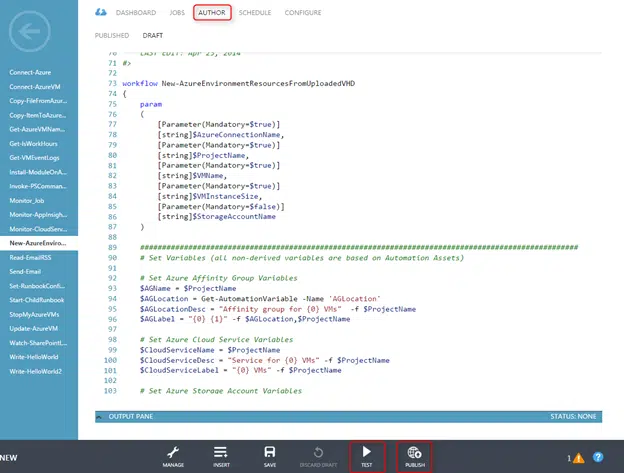 DASHBOARD JOBS AUTHOR SCHEDULE CONFIGURE
PUBLISHED DRAFT
Connect-Azure
Connect-AzureVM
Copy-FileFromAzur...
Copy-ItemToAzure...
Get-AzureVMNam...
Get-IsWorkHours
Get-VMEventLogs
Install-ModuleOnA...
Invoke-PSComman...
Monitor_Job
Monitor-AppInsigh...
Monitor-CloudServ...
New-AzureEnviro...
Read-EmailRSS
Send-Email
Set-RunbookConfi...
Start-ChildRunbook
StopMyAzureVMs
Update-AzureVM
Watch-SharePointL...
Write-HelloWorld
Write-HelloWorld2
70 LAST EDIT: Apr 25, 2014
71 #>
72
73 workflow New-AzureEnvironmentResourcesFromUploadedVHD
74 {
75 param
76 (
77 [Parameter(Mandatory=$true)]
78 [string]$AzureConnectionName,
79 [Parameter(Mandatory=$true)]
80 [string]$ProjectName,
81 [Parameter(Mandatory=$true)]
82 [string]$VMName,
83 [Parameter(Mandatory=$true)]
84 [string]$VMInstanceSize,
85 [Parameter(Mandatory=$false)]
86 [string]$StorageAccountName
87 )
88
89 ####################################################################################################
90 # Set Variables (all non-derived variables are based on Automation Assets)
91
92 # Set Azure Affinity Group Variables
93 $AGName = $ProjectName
94 $AGLocation = Get-AutomationVariable -Name 'AGLocation'
95 $AGLocationDesc = "Affinity group for {0} VMs" -f $ProjectName
96 $AGLabel = "{0} {1}" -f $AGLocation,$ProjectName
97
98 # Set Azure Cloud Service Variables
99 $CloudServiceName = $ProjectName
100 $CloudServiceDesc = "Service for {0} VMs" -f $ProjectName
101 $CloudServiceLabel = "{0} VMs" -f $ProjectName
102
103 # Set Azure Storage Account Variables
OUTPUT PANE STATUS: NONE
NEW MANAGE INSERT SAVE DISCARD DRAFT TEST PUBLISH 1 ?